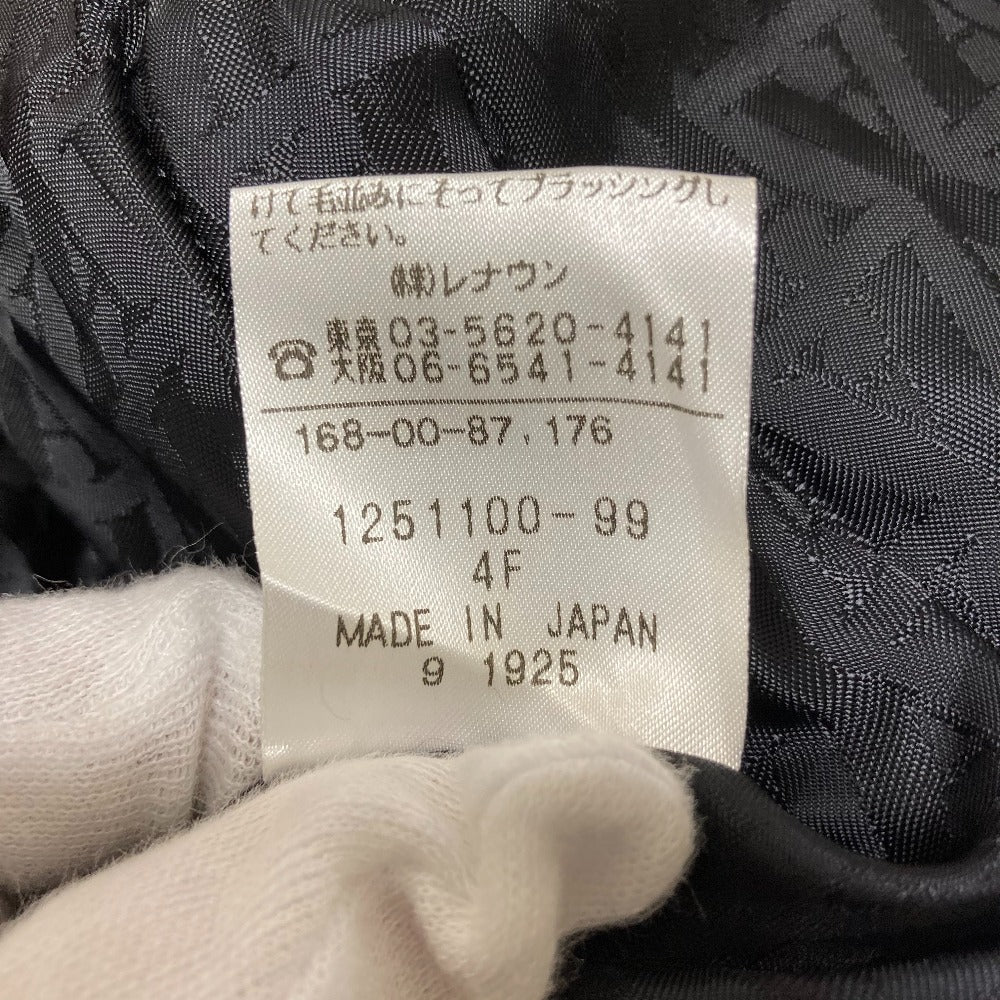 けて毛並みにそってブラッシングし
てください。
(株)レナウン
☎ 東京03-5620-4141
大阪06-6541-4141
168-00-87.176
1251100-99
4F
MADE IN JAPAN
9 1925